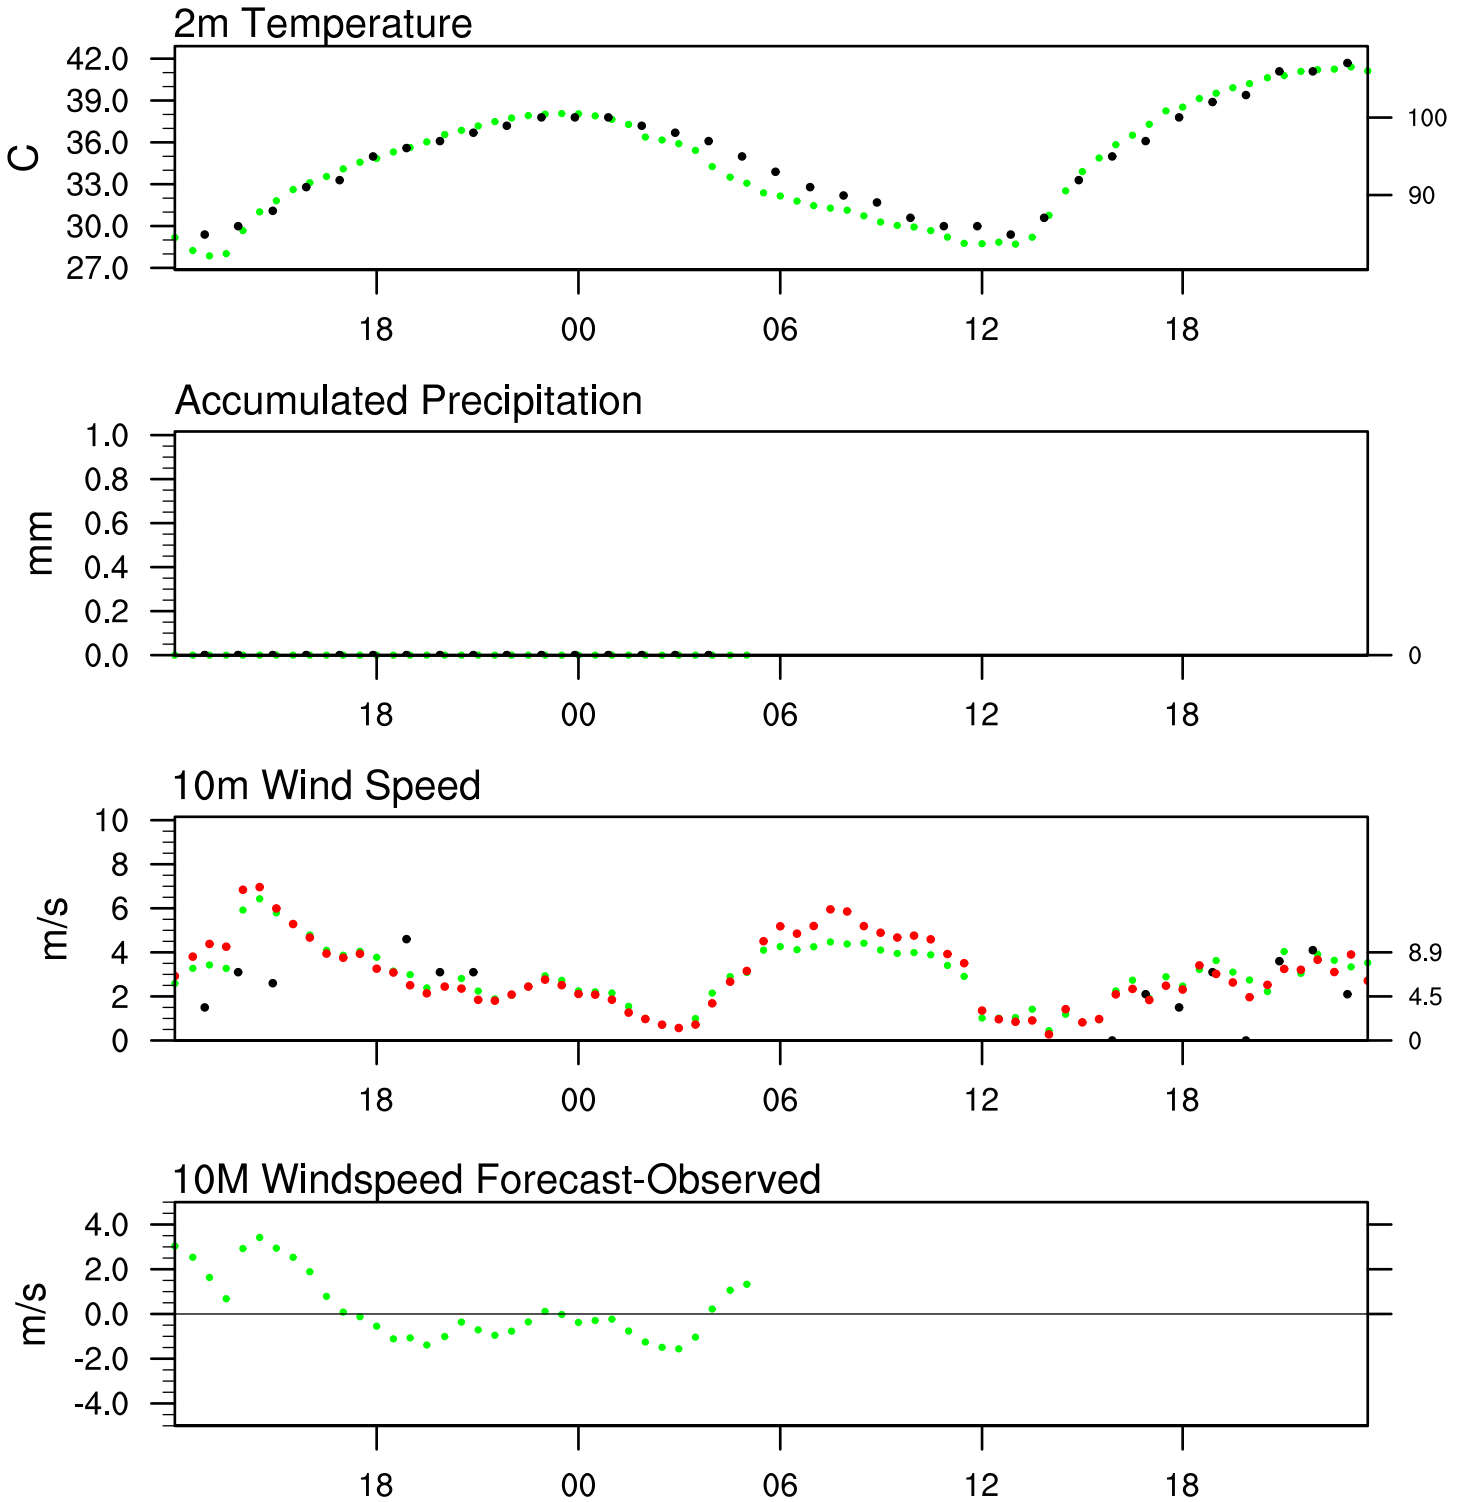 2m Temperature
42.0
39.0
36.0
33.0
30.0
27.0
C
100
90
18 00 06 12 18
Accumulated Precipitation
1.0
0.8
0.6
0.4
0.2
0.0
mm
0
18 00 06 12 18
10m Wind Speed
10
8
6
4
2
0
m/s
8.9
4.5
0
18 00 06 12 18
10M Windspeed Forecast-Observed
4.0
2.0
0.0
-2.0
-4.0
m/s
18 00 06 12 18